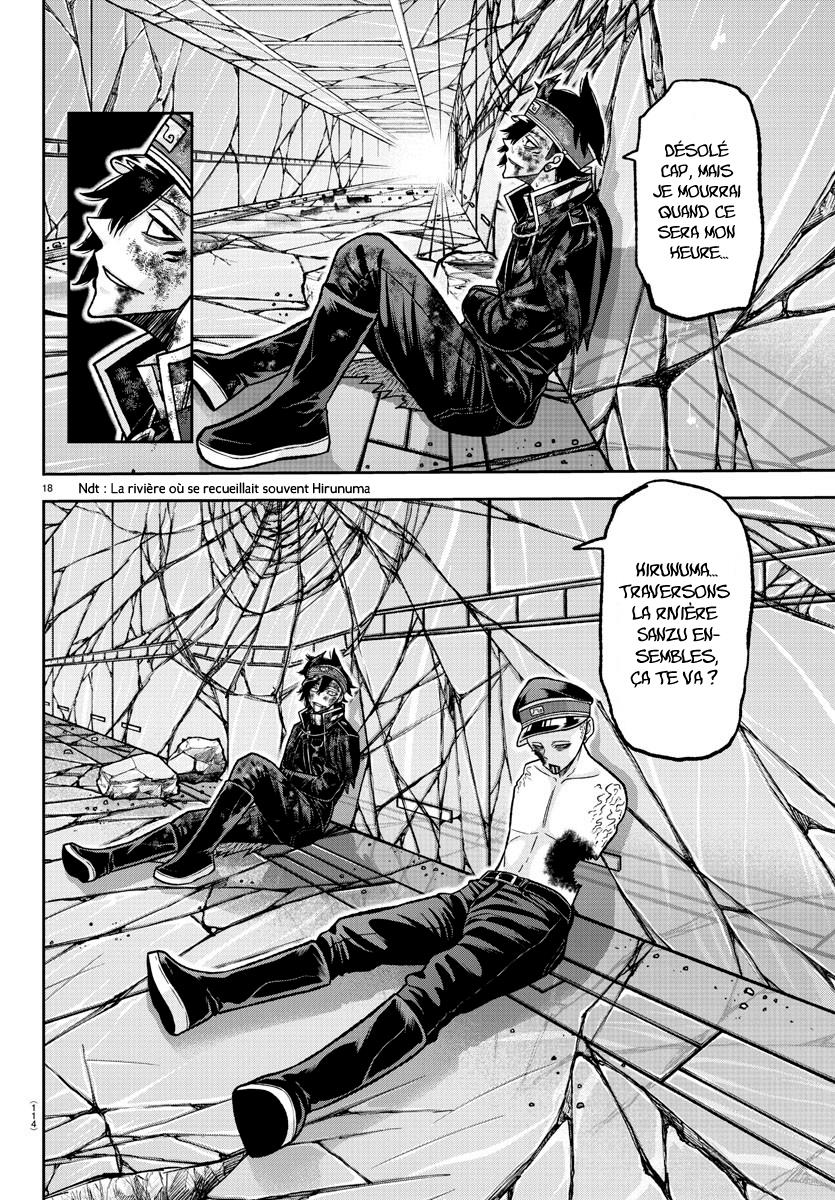 DÉSOLÉ
CAP, MAIS
JE MOURRAI
QUAND CE
SERA MON
HEURE...
18
Ndt : La rivière où se recueillait souvent Hirunuma
HIRUNUMA...
TRAVERSONS
LA RIVIÈRE
SANZU EN-
SEMBLES,
ÇA TE VA ?
(114)